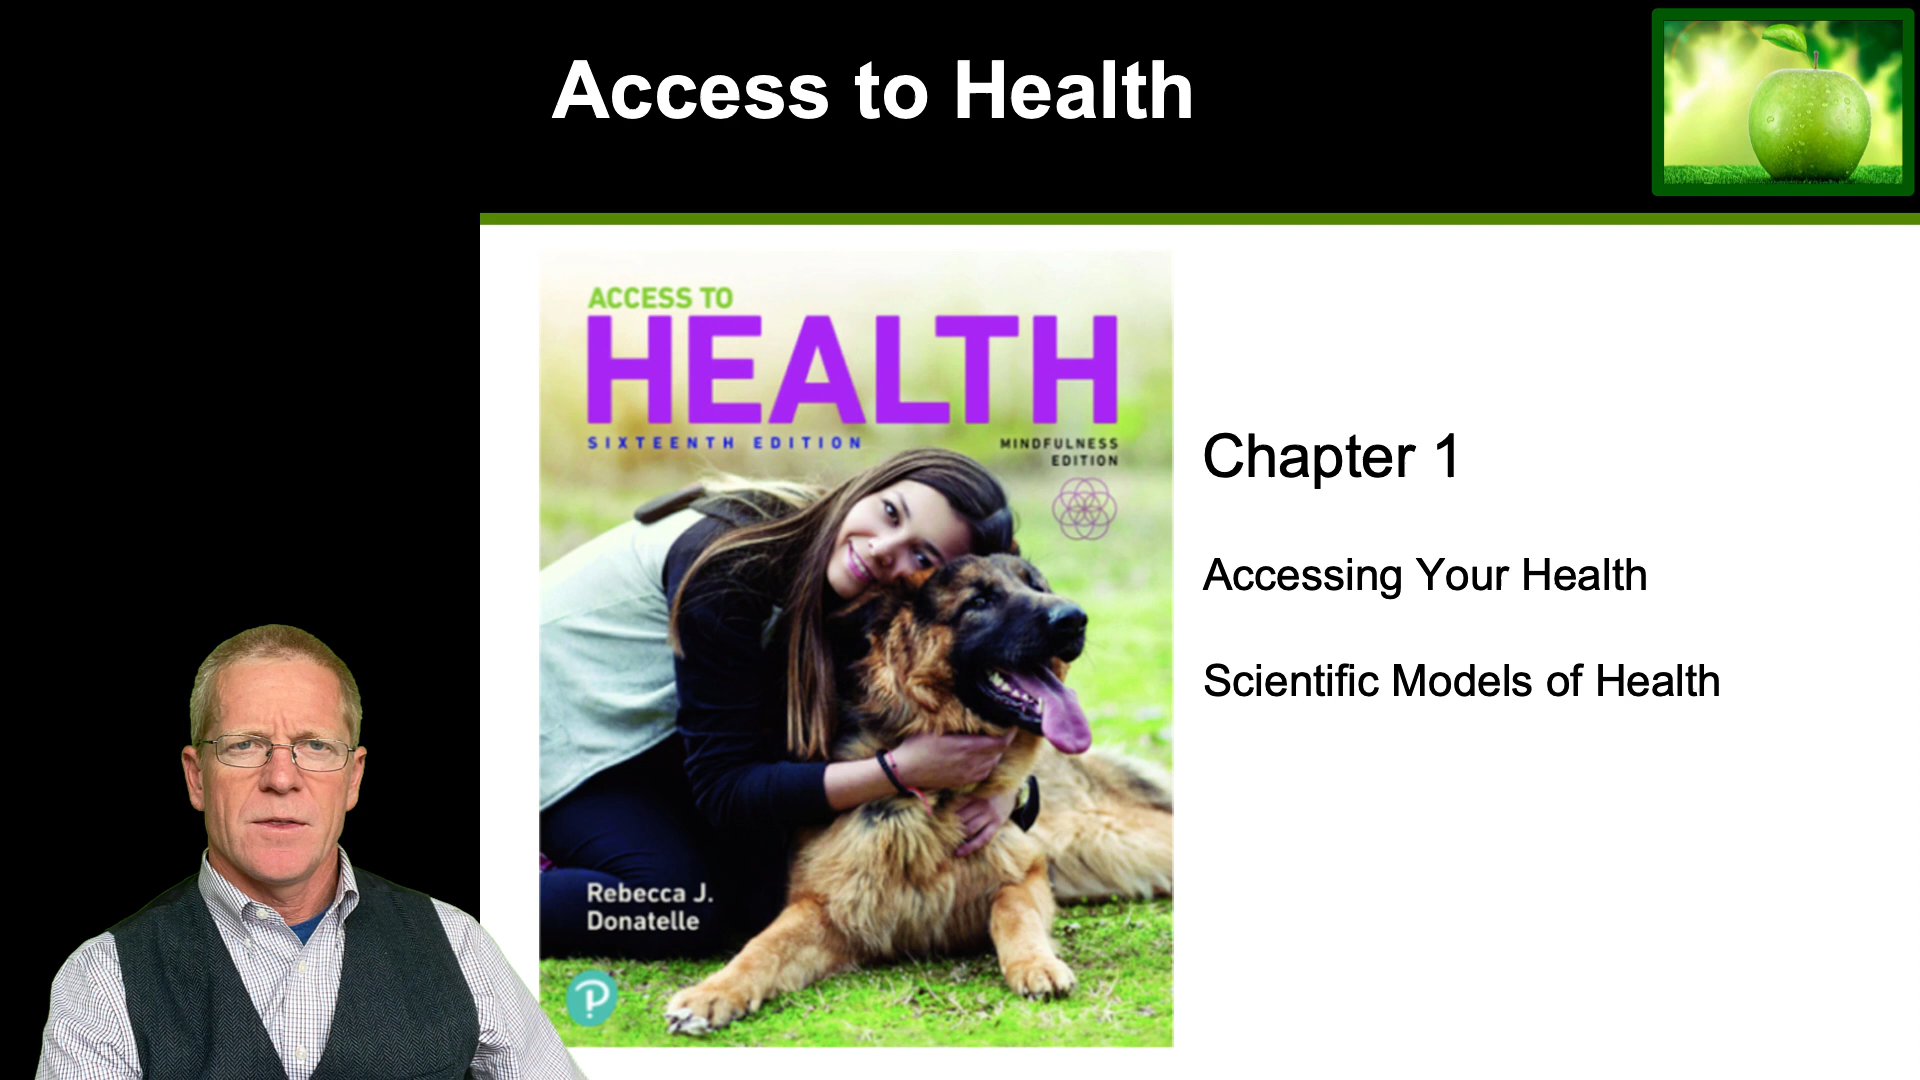 Access to Health
ACCESS TO
HEALTH
SIXTEENTH EDITION
MINDFULNESS
EDITION
Rebecca J.
Donatelle
P
Chapter 1
Accessing Your Health
Scientific Models of Health